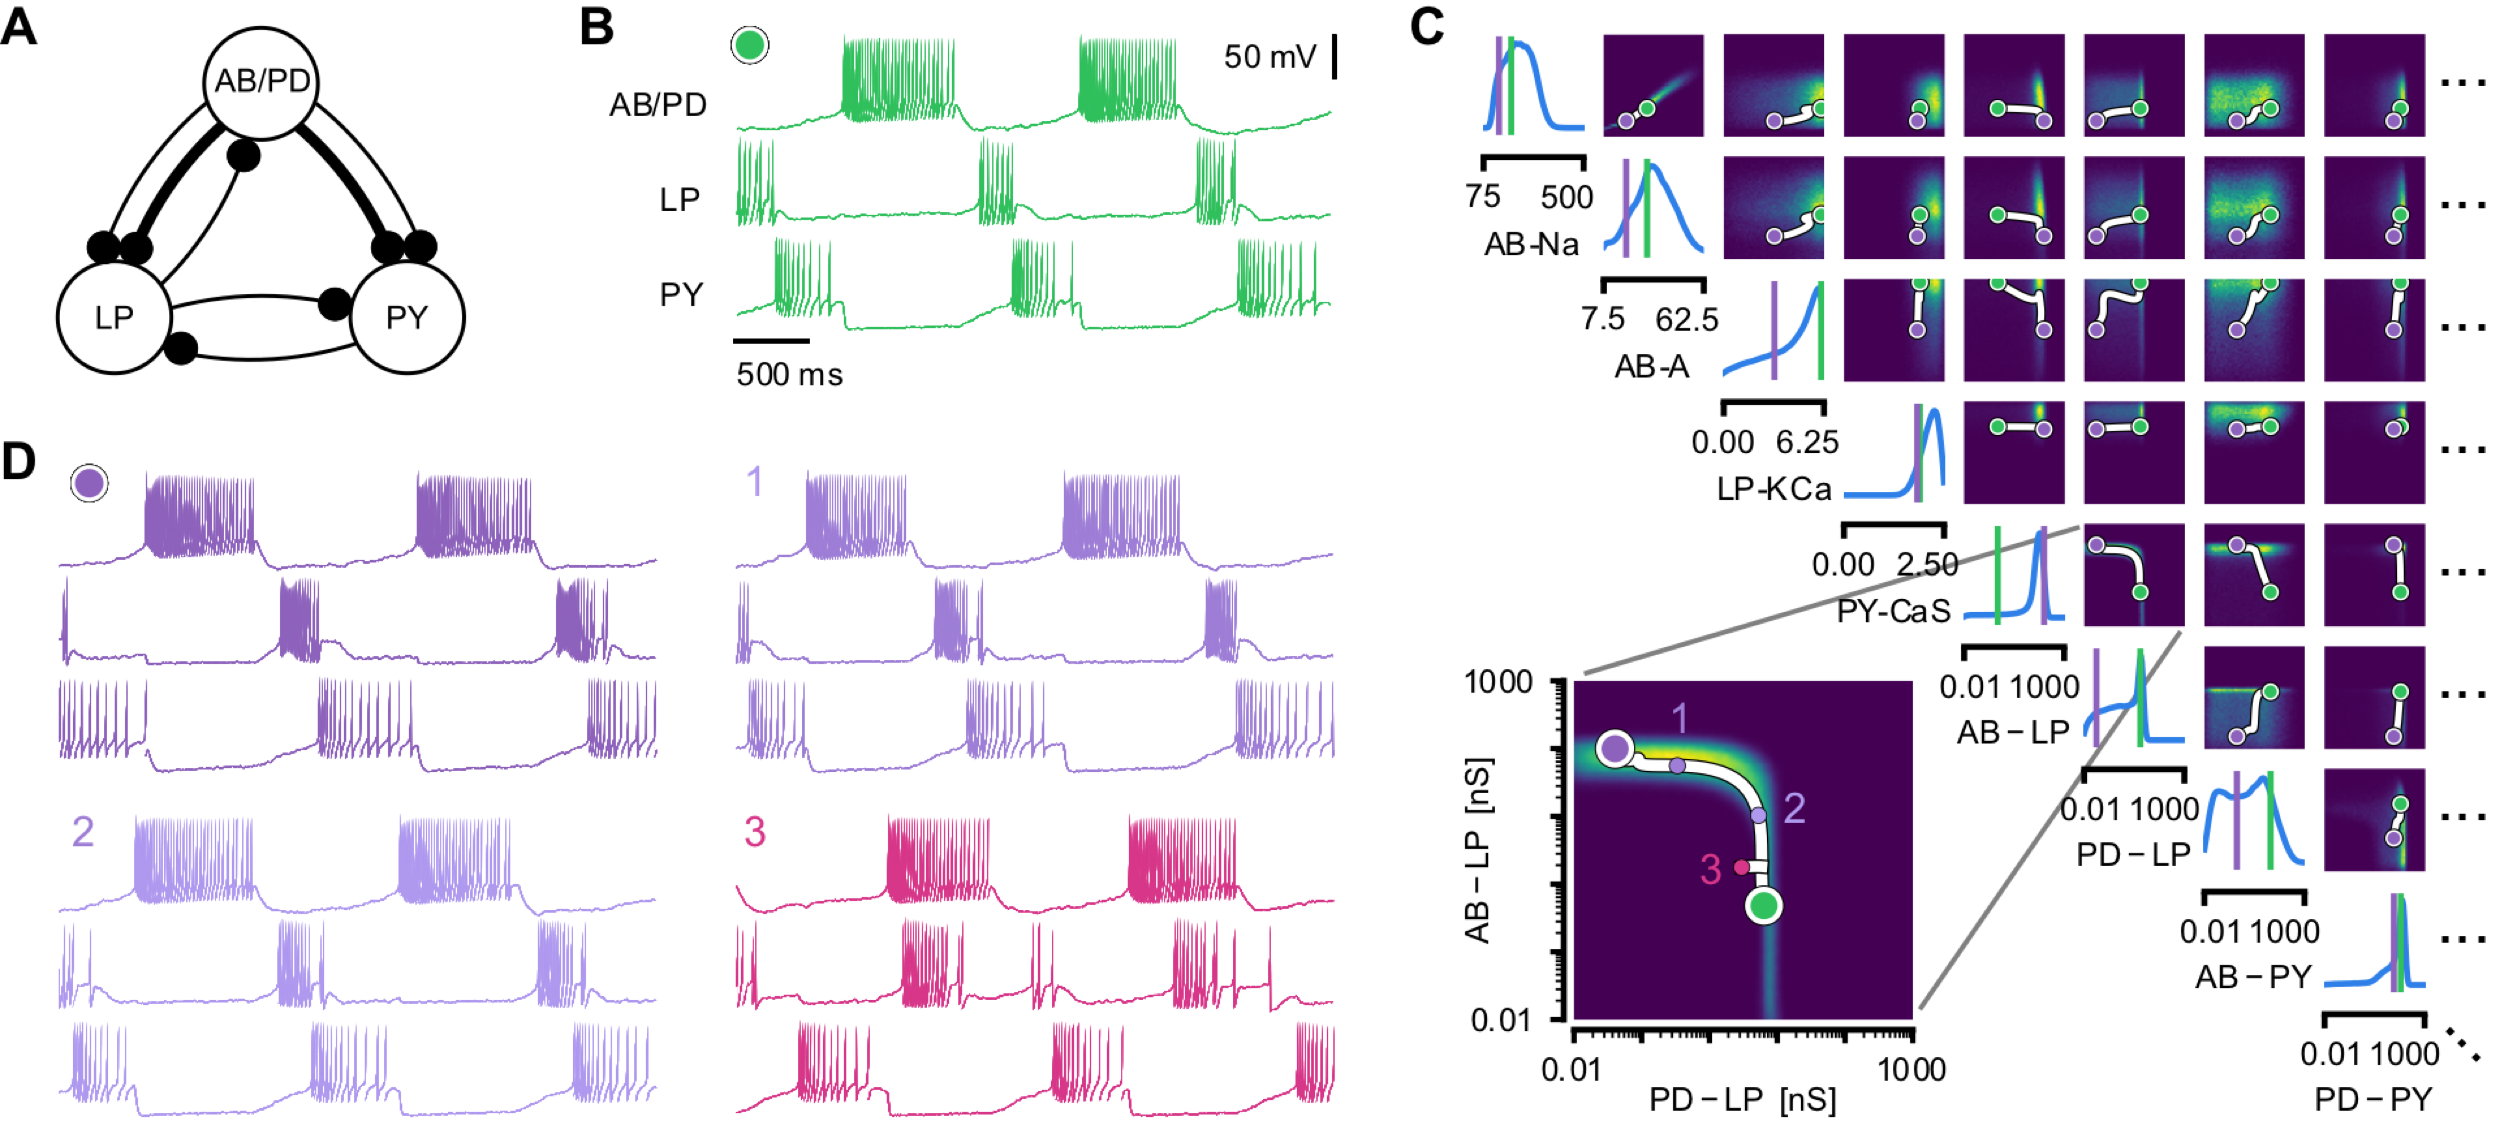 A
AB/PD
LP
PY
B
50 mV
AB/PD
LP
PY
500 ms
C
...
75 500
AB-Na
...
7.5 62.5
AB-A
...
0.00 6.25
LP-KCa
...
0.00 2.50
PY-CaS
...
0.01 1000
AB – LP
0.01 1000
PD – LP
...
0.01 1000
AB – PY
...
0.01 1000
PD – PY
1000
0.01
AB – LP [nS]
1
2
3
0.01 1000
PD – LP [nS]
D
1
2
3